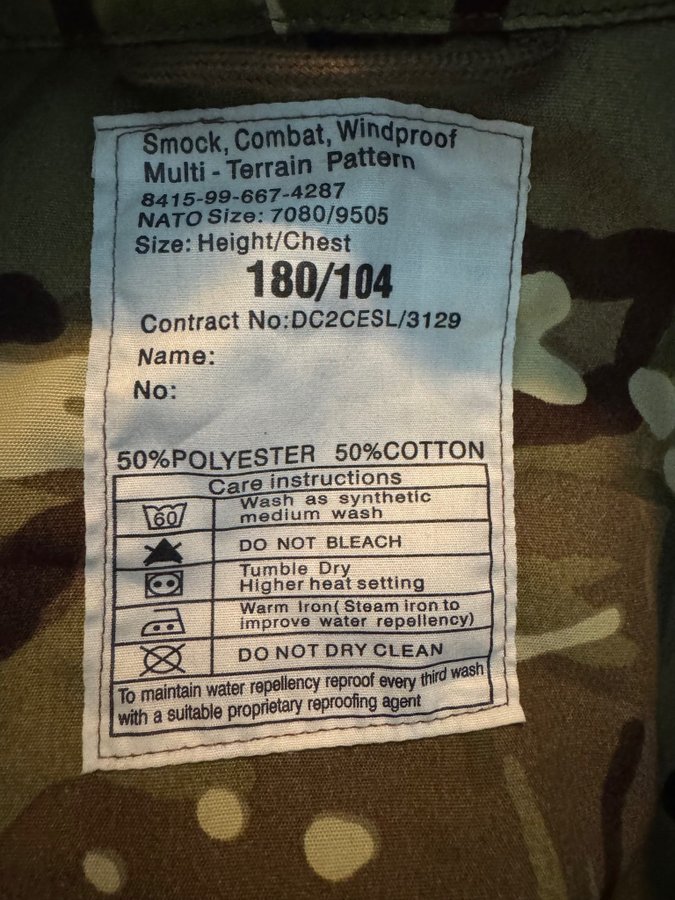 Smock, Combat, Windproof
Multi - Terrain Pattern
8415-99-667-4287
NATO Size: 7080/9505
Size: Height/Chest
180/104
Contract No:DC2CESL/3129
Name:
No:
50%POLYESTER 50%COTTON
Care instructions
60
Wash as synthetic
medium wash
DO NOT BLEACH
Tumble Dry
Higher heat setting
Warm Iron( Steam iron to
improve water repellency)
DO NOT DRY CLEAN
To maintain water repellency reproof every third wash
with a suitable proprietary reproofing agent